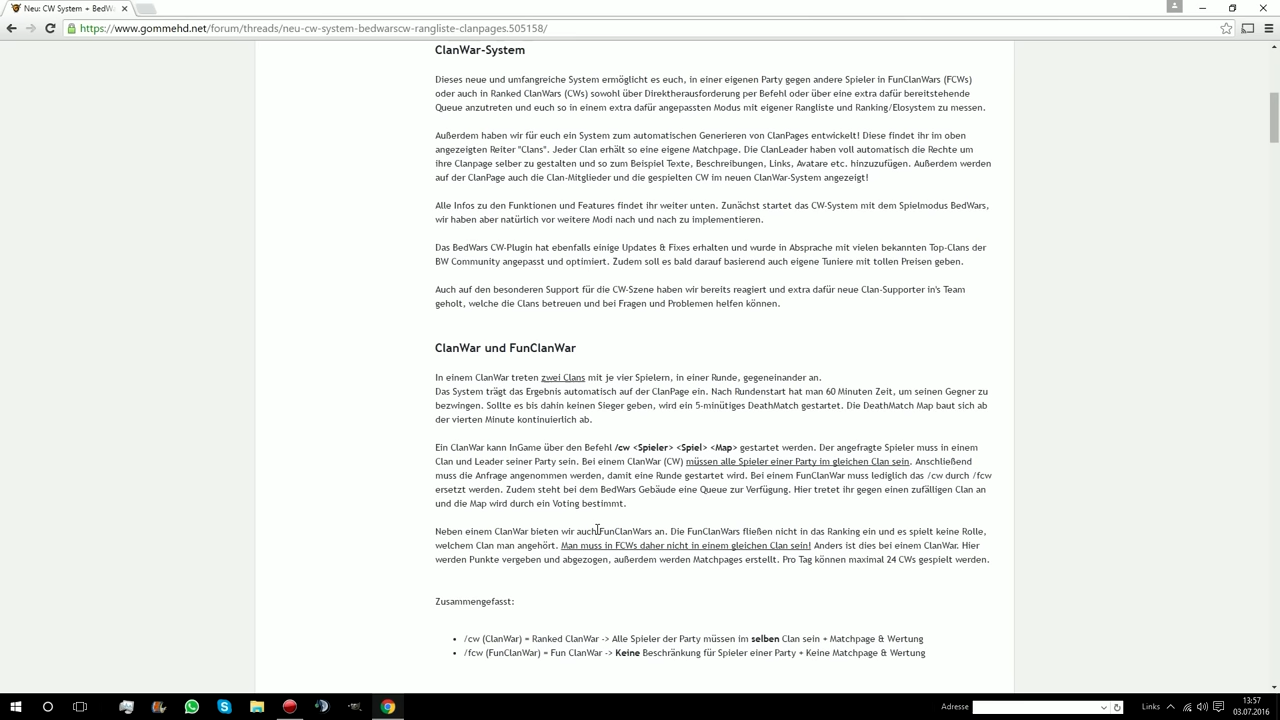 Neu: CW System + BedW
https://www.gommehd.net/forum/threads/neu-cw-system-bedwarscw-rangliste-clanpages.505158/
ClanWar-System
Dieses neue und umfangreiche System ermöglicht es euch, in einer eigenen Party gegen andere Spieler in FunClanWars (FCWs)
oder auch in Ranked ClanWars (CWs) sowohl über Direktherausforderung per Befehl oder über eine extra dafür bereitstehende
Queue anzutreten und euch so in einem extra dafür angepassten Modus mit eigener Rangliste und Ranking/Elosystem zu messen.
Außerdem haben wir für euch ein System zum automatischen Generieren von ClanPages entwickelt! Diese findet ihr im oben
angezeigten Reiter "Clans". Jeder Clan erhält so eine eigene Matchpage. Die ClanLeader haben voll automatisch die Rechte um
ihre Clanpage selber zu gestalten und so zum Beispiel Texte, Beschreibungen, Links, Avatare etc. hinzuzufügen. Außerdem werden
auf der ClanPage auch die Clan-Mitglieder und die gespielten CW im neuen ClanWar-System angezeigt!
Alle Infos zu den Funktionen und Features findet ihr weiter unten. Zunächst startet das CW-System mit dem Spielmodus BedWars,
wir haben aber natürlich vor weitere Modi nach und nach zu implementieren.
Das BedWars CW-Plugin hat ebenfalls einige Updates & Fixes erhalten und wurde in Absprache mit vielen bekannten Top-Clans der
BW Community angepasst und optimiert. Zudem soll es bald darauf basierend auch eigene Tuniere mit tollen Preisen geben.
Auch auf den besonderen Support für die CW-Szene haben wir bereits reagiert und extra dafür neue Clan-Supporter in's Team
geholt, welche die Clans betreuen und bei Fragen und Problemen helfen können.
ClanWar und FunClanWar
In einem ClanWar treten zwei Clans mit je vier Spielern, in einer Runde, gegeneinander an.
Das System trägt das Ergebnis automatisch auf der ClanPage ein. Nach Rundenstart hat man 60 Minuten Zeit, um seinen Gegner zu
bezwingen. Sollte es bis dahin keinen Sieger geben, wird ein 5-minütiges DeathMatch gestartet. Die DeathMatch Map baut sich ab
der vierten Minute kontinuierlich ab.
Ein ClanWar kann InGame über den Befehl /cw <Spieler> <Spiel> <Map> gestartet werden. Der angefragte Spieler muss in einem
Clan und Leader seiner Party sein. Bei einem ClanWar (CW) müssen alle Spieler einer Party im gleichen Clan sein. Anschließend
muss die Anfrage angenommen werden, damit eine Runde gestartet wird. Bei einem FunClanWar muss lediglich das /cw durch /fcw
ersetzt werden. Zudem steht bei dem BedWars Gebäude eine Queue zur Verfügung. Hier tretet ihr gegen einen zufälligen Clan an
und die Map wird durch ein Voting bestimmt.
Neben einem ClanWar bieten wir auch FunClanWars an. Die FunClanWars fließen nicht in das Ranking ein und es spielt keine Rolle,
welchem Clan man angehört. Man muss in FCWs daher nicht in einem gleichen Clan sein! Anders ist dies bei einem ClanWar. Hier
werden Punkte vergeben und abgezogen, außerdem werden Matchpages erstellt. Pro Tag können maximal 24 CWs gespielt werden.
Zusammengefasst:
• /cw (ClanWar) = Ranked ClanWar -> Alle Spieler der Party müssen im selben Clan sein + Matchpage & Wertung
• /fcw (FunClanWar) = Fun ClanWar -> Keine Beschränkung für Spieler einer Party + Keine Matchpage & Wertung
Links
Adresse
13:57
03.07.2016